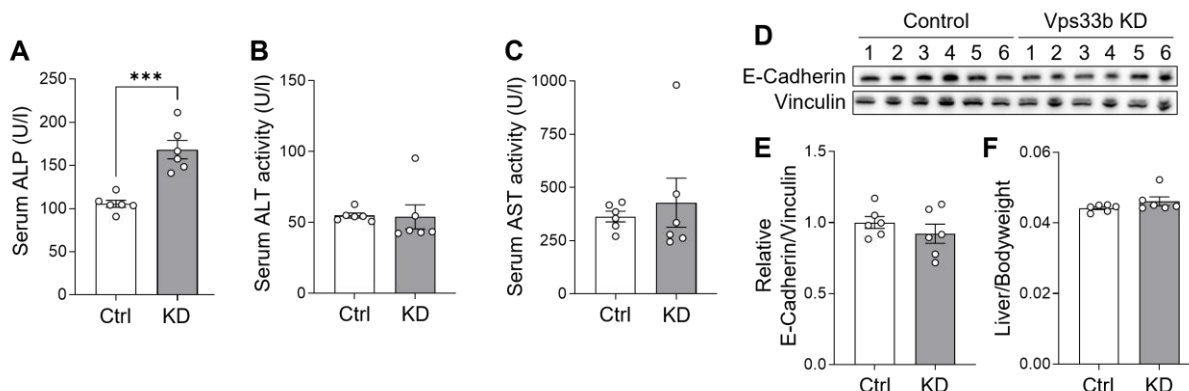 A
***
250
200
150
100
50
0
Serum ALP (U/l)
Ctrl KD
B
150
100
50
0
Serum ALT activity (U/l)
Ctrl KD
C
1000
750
500
250
0
Serum AST activity (U/l)
Ctrl KD
D
Control Vps33b KD
1 2 3 4 5 6 1 2 3 4 5 6
E-Cadherin
Vinculin
E
1.5
1.0
0.5
0.0
Relative
E-Cadherin/Vinculin
Ctrl KD
F
0.06
0.04
0.02
0.00
Liver/Bodyweight
Ctrl KD